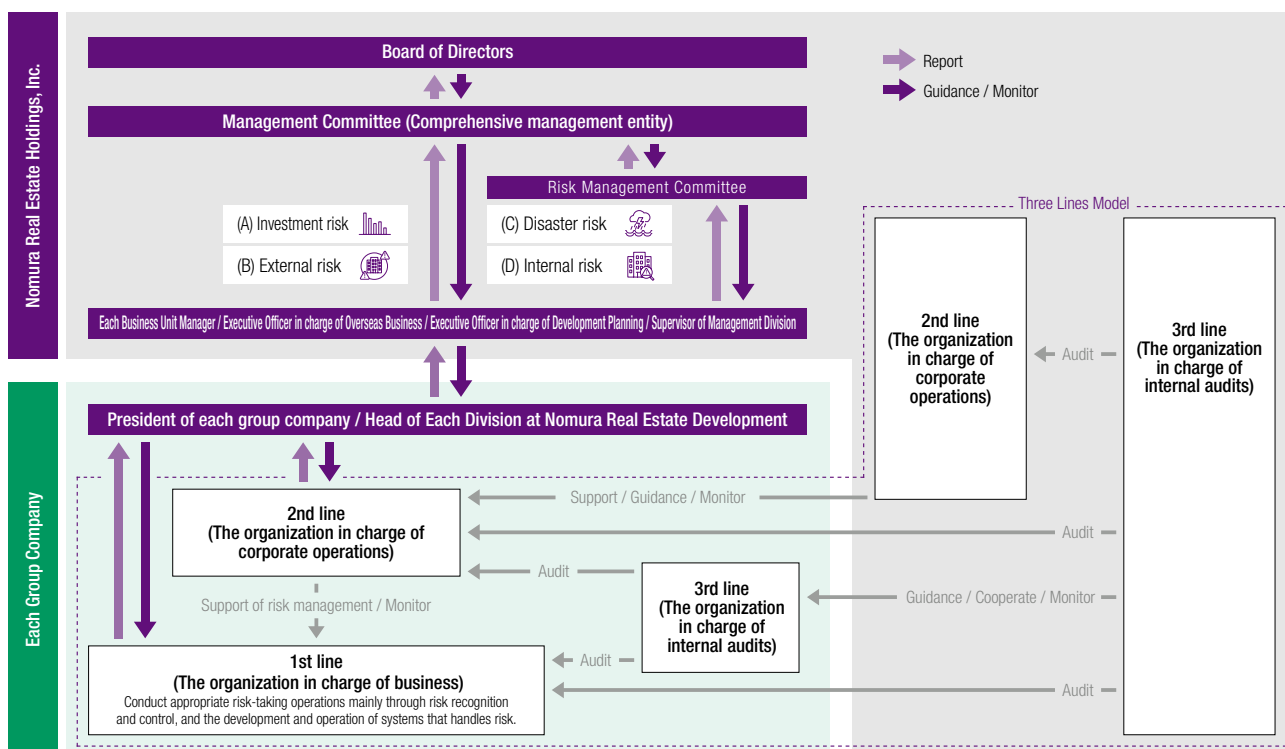 Nomura Real Estate Holdings, Inc.
Board of Directors
Report
Guidance / Monitor
Management Committee (Comprehensive management entity)
Risk Management Committee
(A) Investment risk
(B) External risk
(C) Disaster risk
(D) Internal risk
Each Business Unit Manager / Executive Officer in charge of Overseas Business / Executive Officer in charge of Development Planning / Supervisor of Management Division
Three Lines Model
2nd line
(The organization
in charge of
corporate
operations)
Audit
3rd line
(The organization
in charge of
internal audits)
Each Group Company
President of each group company / Head of Each Division at Nomura Real Estate Development
Support / Guidance / Monitor
2nd line
(The organization in charge of
corporate operations)
Audit
Audit
3rd line
(The organization
in charge of
internal audits)
Guidance / Cooperate / Monitor
Support of risk management / Monitor
Audit
1st line
(The organization in charge of business)
Conduct appropriate risk-taking operations mainly through risk recognition
and control, and the development and operation of systems that handles risk.
Audit